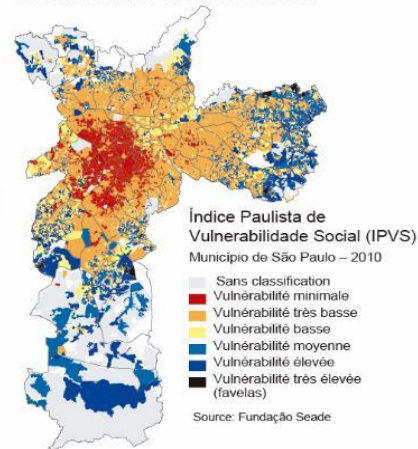 Índice Paulista de
Vulnerabilidade Social (IPVS)
Município de São Paulo – 2010
Sans classification
Vulnérabilité minimale
Vulnérabilité très basse
Vulnérabilité basse
Vulnérabilité moyenne
Vulnérabilité élevée
Vulnérabilité très élevée
(favelas)
Source: Fundação Seade